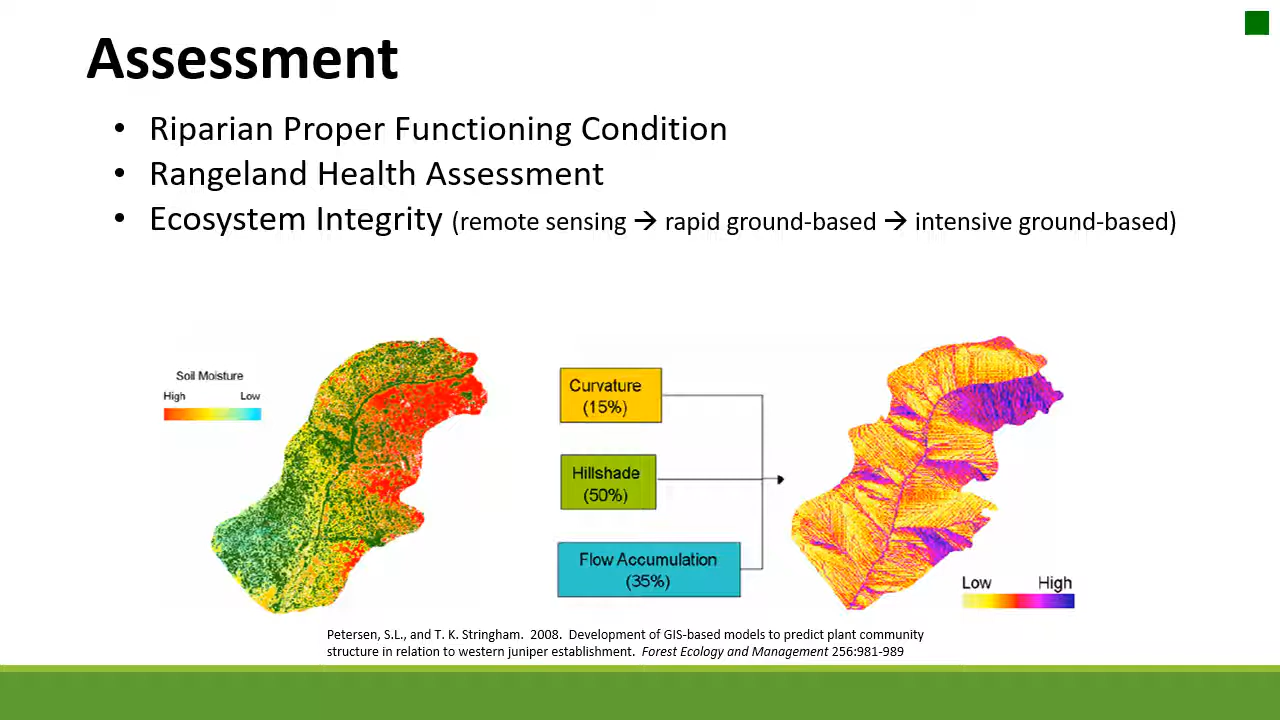 Assessment
• Riparian Proper Functioning Condition
• Rangeland Health Assessment
• Ecosystem Integrity (remote sensing → rapid ground-based → intensive ground-based)
Soil Moisture
High Low
Curvature
(15%)
Hillshade
(50%)
Flow Accumulation
(35%)
Low High
Petersen, S.L., and T. K. Stringham. 2008. Development of GIS-based models to predict plant community
structure in relation to western juniper establishment. Forest Ecology and Management 256:981-989